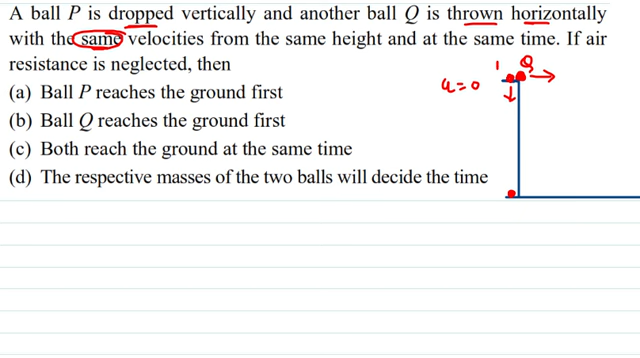 A ball P is dropped vertically and another ball Q is thrown horizontally
with the same velocities from the same height and at the same time. If air
resistance is neglected, then
(a) Ball P reaches the ground first
(b) Ball Q reaches the ground first
(c) Both reach the ground at the same time
(d) The respective masses of the two balls will decide the time
Q
u=0